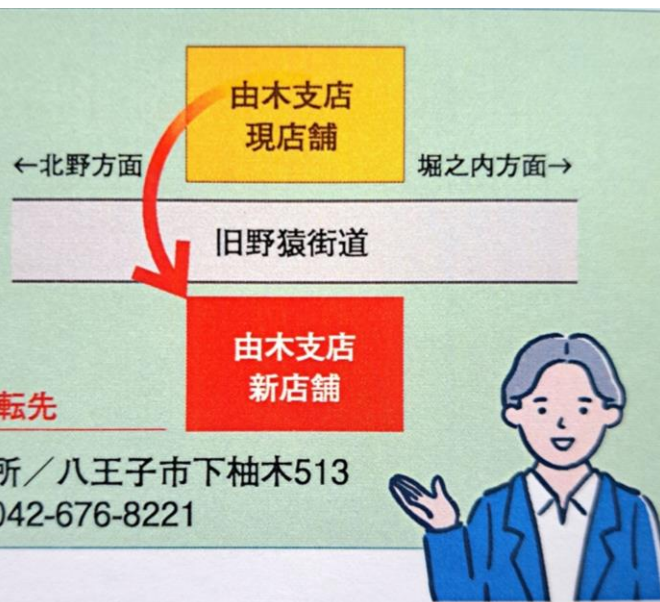 由木支店
現店舗
←北野方面
堀之内方面→
旧野猿街道
由木支店
新店舗
転先
所／八王子市下柚木513
042-676-8221